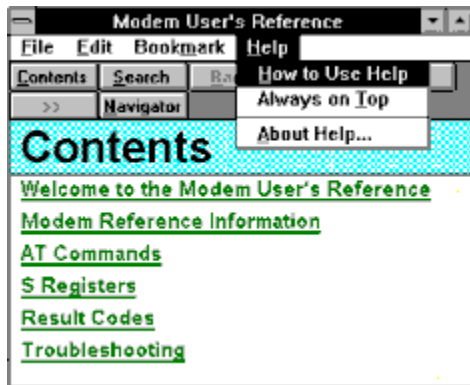 Modem User's Reference
File Edit Bookmark Help
Contents Search
How to Use Help
>> Navigator
Always on Top
About Help...
Contents
Welcome to the Modem User's Reference
Modem Reference Information
AT Commands
S Registers
Result Codes
Troubleshooting